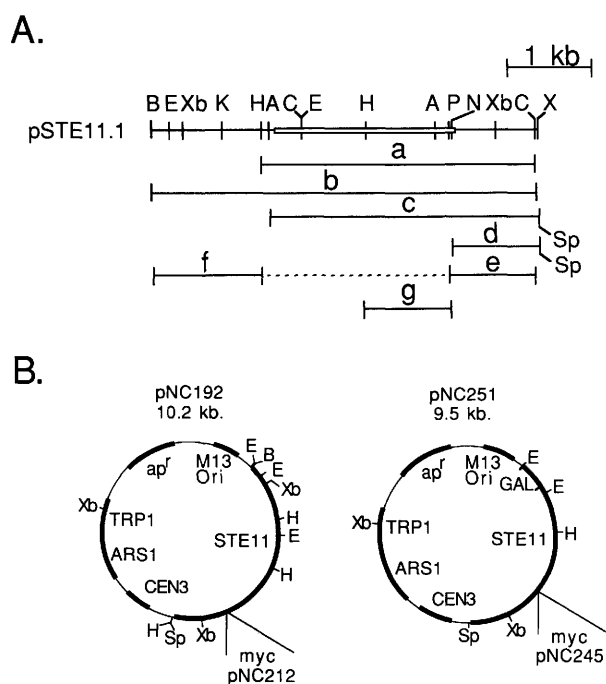 A.
1 kb
B E Xb K H A C E H A P N Xb C X
pSTE11.1
a
b
c
Sp
d
Sp
f e
g
B.
pNC192
10.2 kb.
E
B
E
Xb
ap^r
M13
Ori
Xb
TRP1
H
STE11
E
ARS1
H
CEN3
H
Sp
Xb
myc
pNC212
pNC251
9.5 kb.
E
ap^r
M13
Ori
GAL
E
Xb
TRP1
STE11
H
ARS1
CEN3
Sp
Xb
myc
pNC245